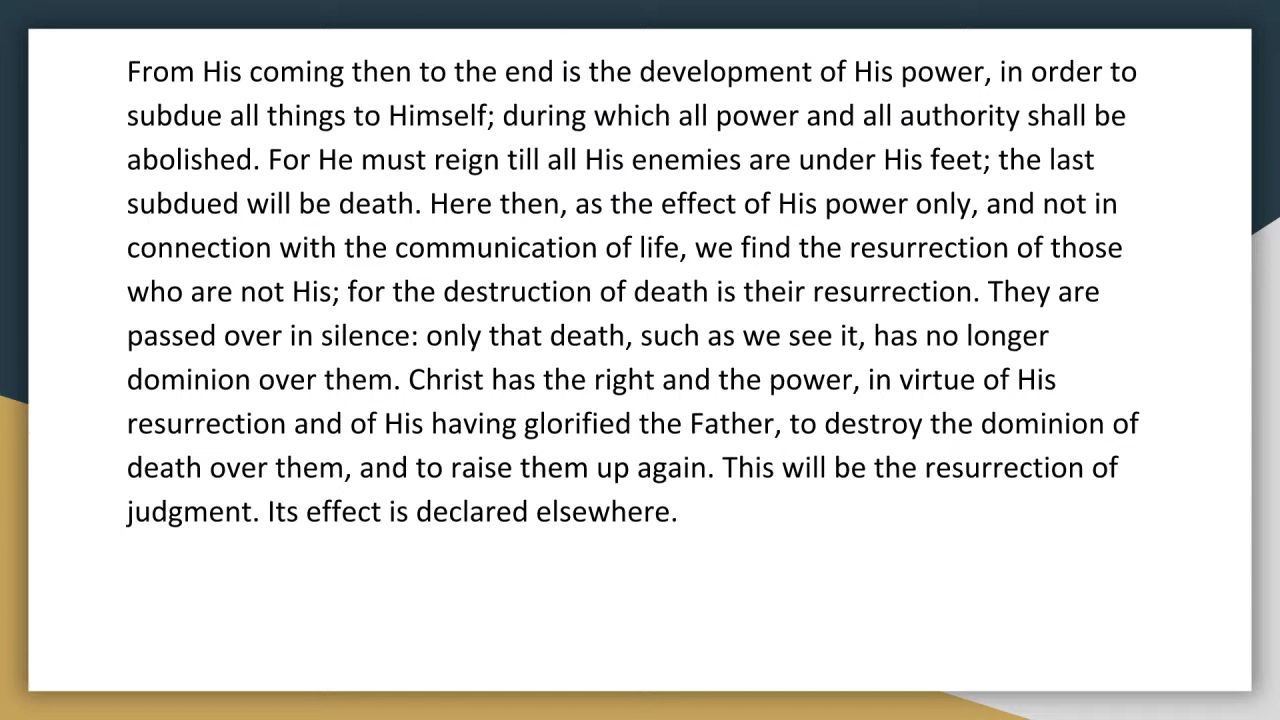 From His coming then to the end is the development of His power, in order to
subdue all things to Himself; during which all power and all authority shall be
abolished. For He must reign till all His enemies are under His feet; the last
subdued will be death. Here then, as the effect of His power only, and not in
connection with the communication of life, we find the resurrection of those
who are not His; for the destruction of death is their resurrection. They are
passed over in silence: only that death, such as we see it, has no longer
dominion over them. Christ has the right and the power, in virtue of His
resurrection and of His having glorified the Father, to destroy the dominion of
death over them, and to raise them up again. This will be the resurrection of
judgment. Its effect is declared elsewhere.